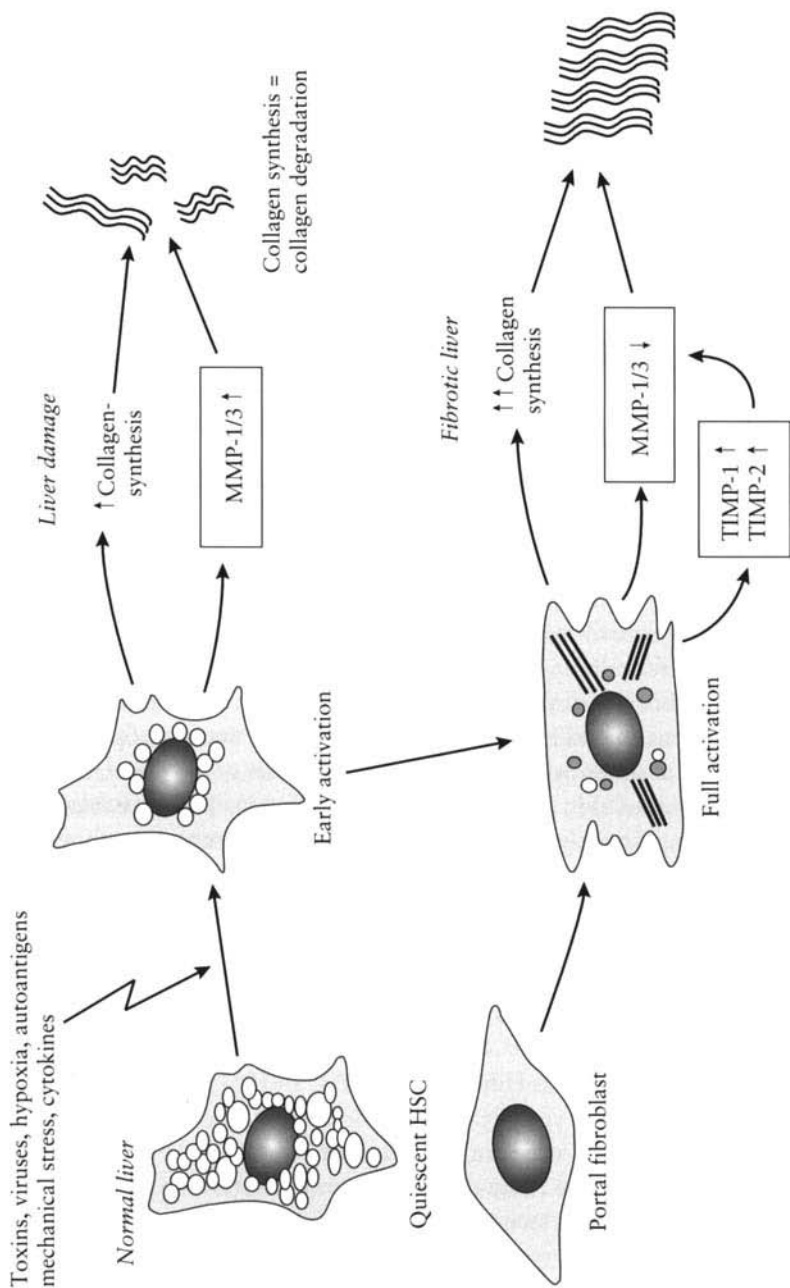 Toxins, viruses, hypoxia, autoantigens
mechanical stress, cytokines
Normal liver
Quiescent HSC
Portal fibroblast
Early activation
Full activation
Liver damage
↑Collagen-
synthesis
MMP-1/3 ↑
Collagen synthesis =
collagen degradation
Fibrotic liver
↑↑Collagen
synthesis
MMP-1/3 ↓
TIMP-1 ↑
TIMP-2 ↑